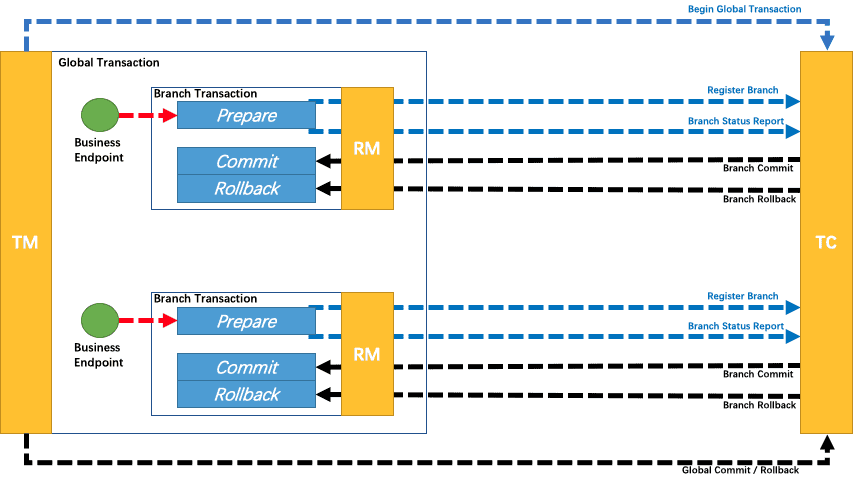 Begin Global Transaction
Global Transaction
Branch Transaction
Prepare
Commit
Rollback
RM
Business
Endpoint
Register Branch
Branch Status Report
Branch Commit
Branch Rollback
TM
TC
Branch Transaction
Prepare
Commit
Rollback
RM
Business
Endpoint
Register Branch
Branch Status Report
Branch Commit
Branch Rollback
Global Commit / Rollback